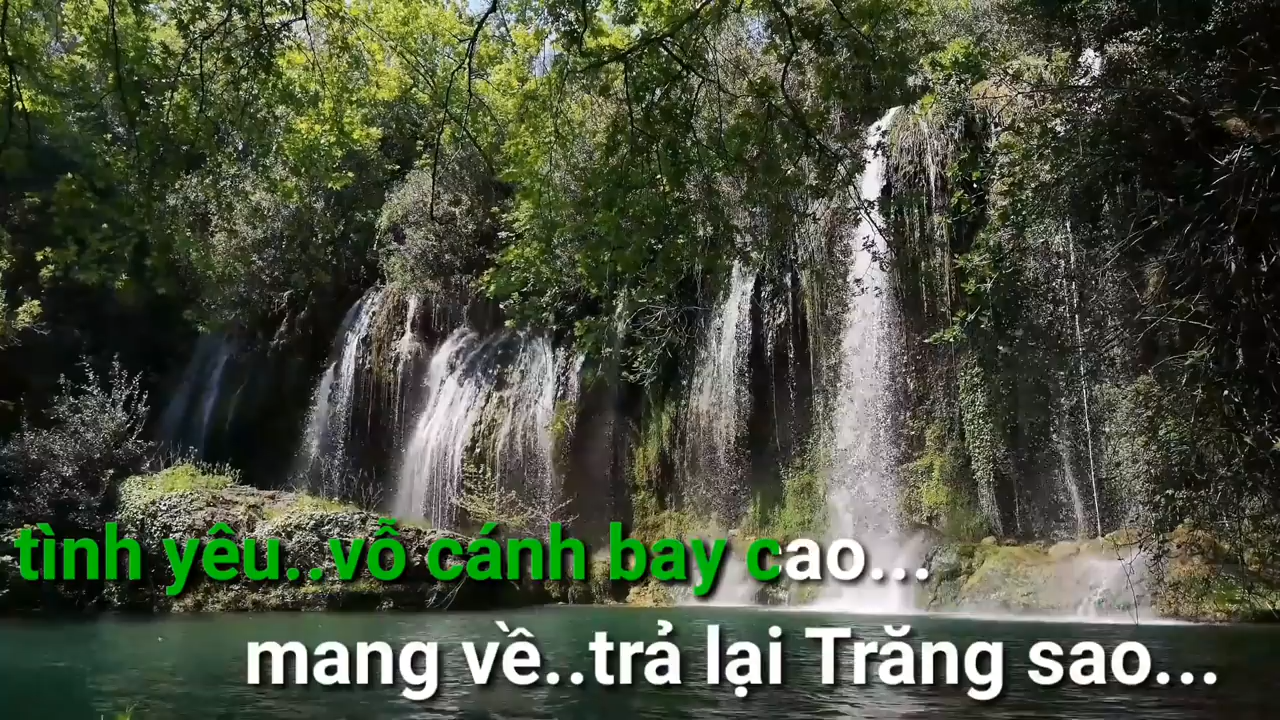 tình yêu..vỗ cánh bay cao...
mang về..trả lại Trăng sao...